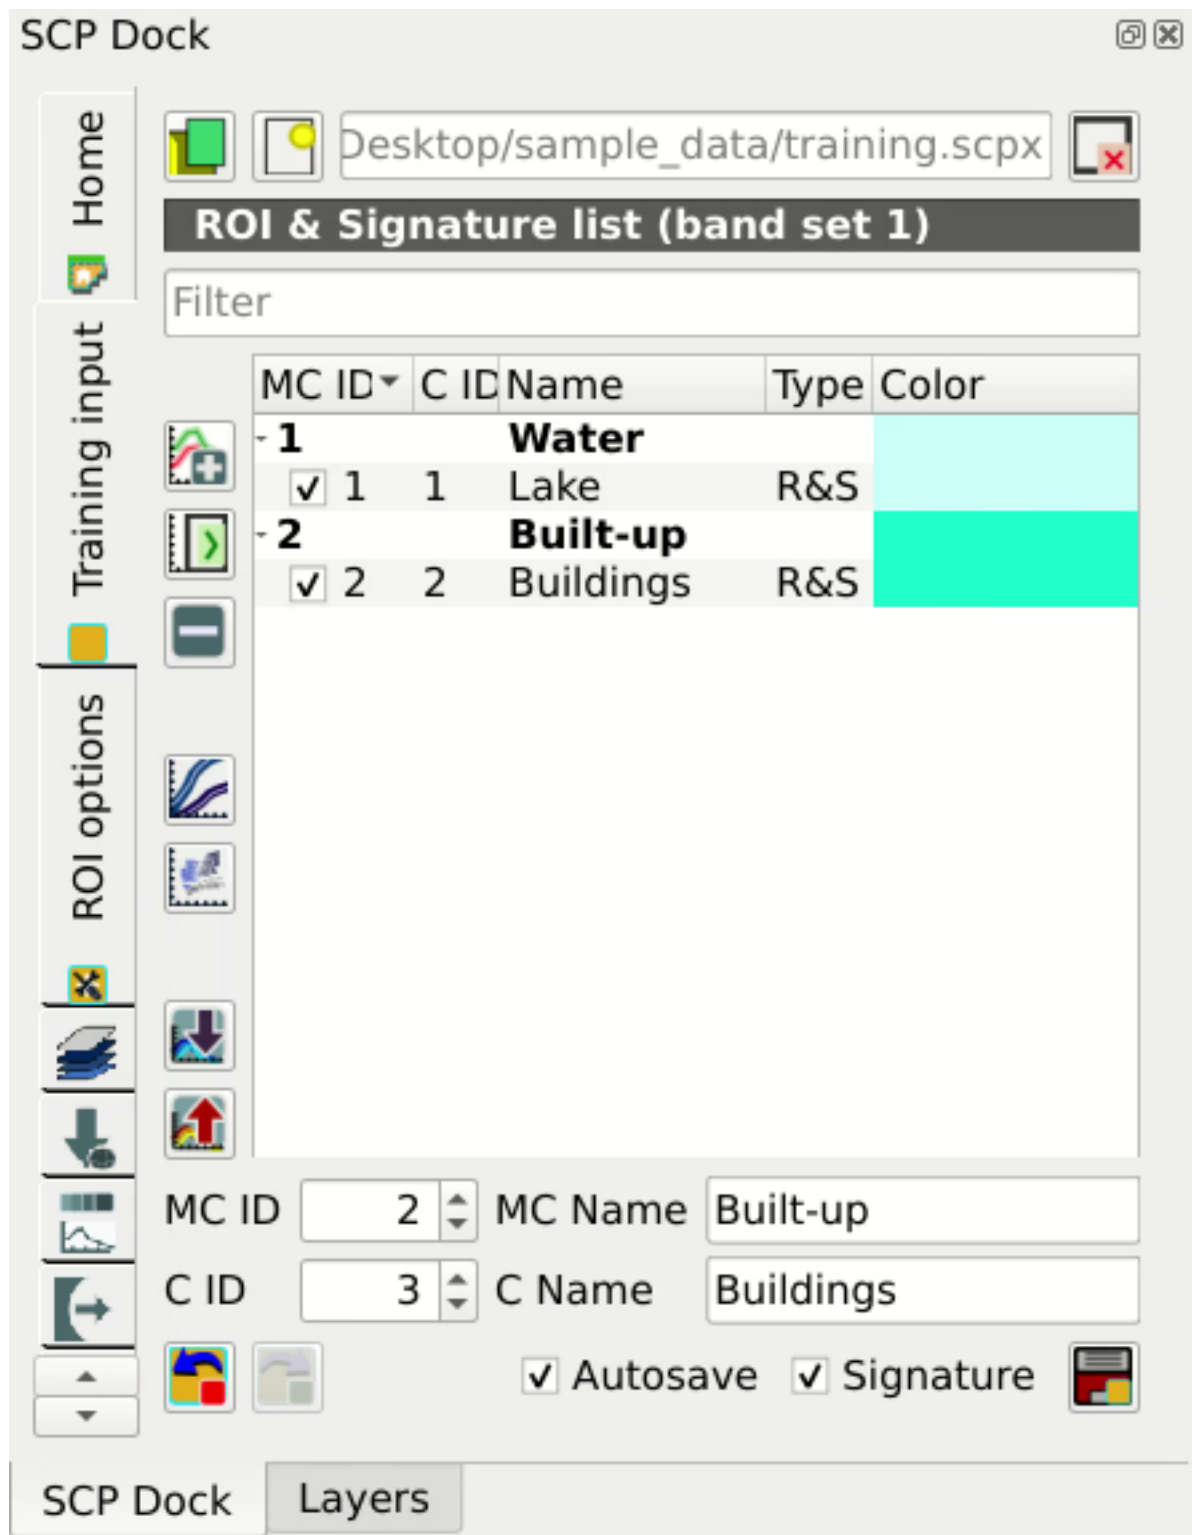 SCP Dock
Home
Training input
ROI options
Desktop/sample_data/training.scpx
ROI & Signature list (band set 1)
Filter
MC ID C ID Name Type Color
1 Water
1 1 Lake R&S
2 Built-up
2 2 Buildings R&S
MC ID 2 MC Name Built-up
C ID 3 C Name Buildings
Autosave Signature
SCP Dock Layers